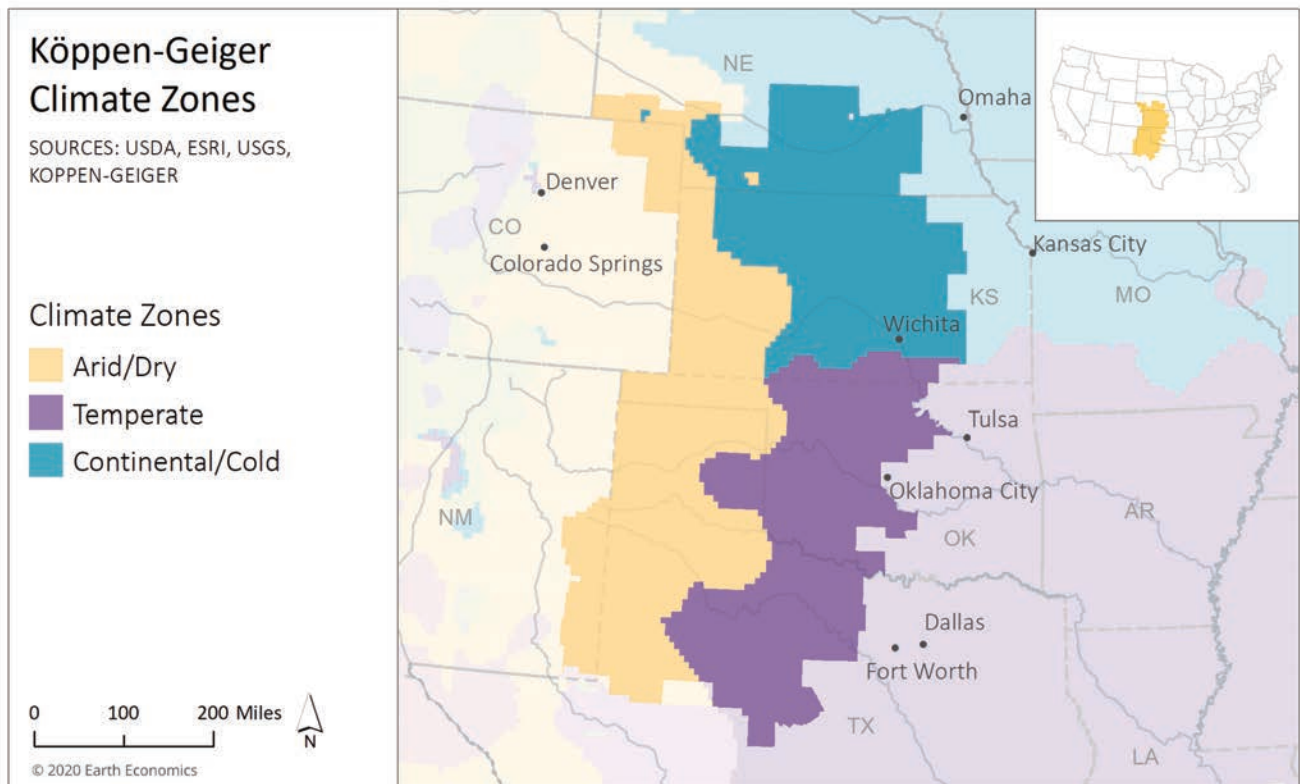 Köppen-Geiger
Climate Zones
SOURCES: USDA, ESRI, USGS,
KOPPEN-GEIGER
Climate Zones
Arid/Dry
Temperate
Continental/Cold
0 100 200 Miles
N
© 2020 Earth Economics
NE
Omaha
Denver
CO
Colorado Springs
Kansas City
KS
MO
Wichita
Tulsa
Oklahoma City
NM
AR
OK
Dallas
Fort Worth
TX
LA